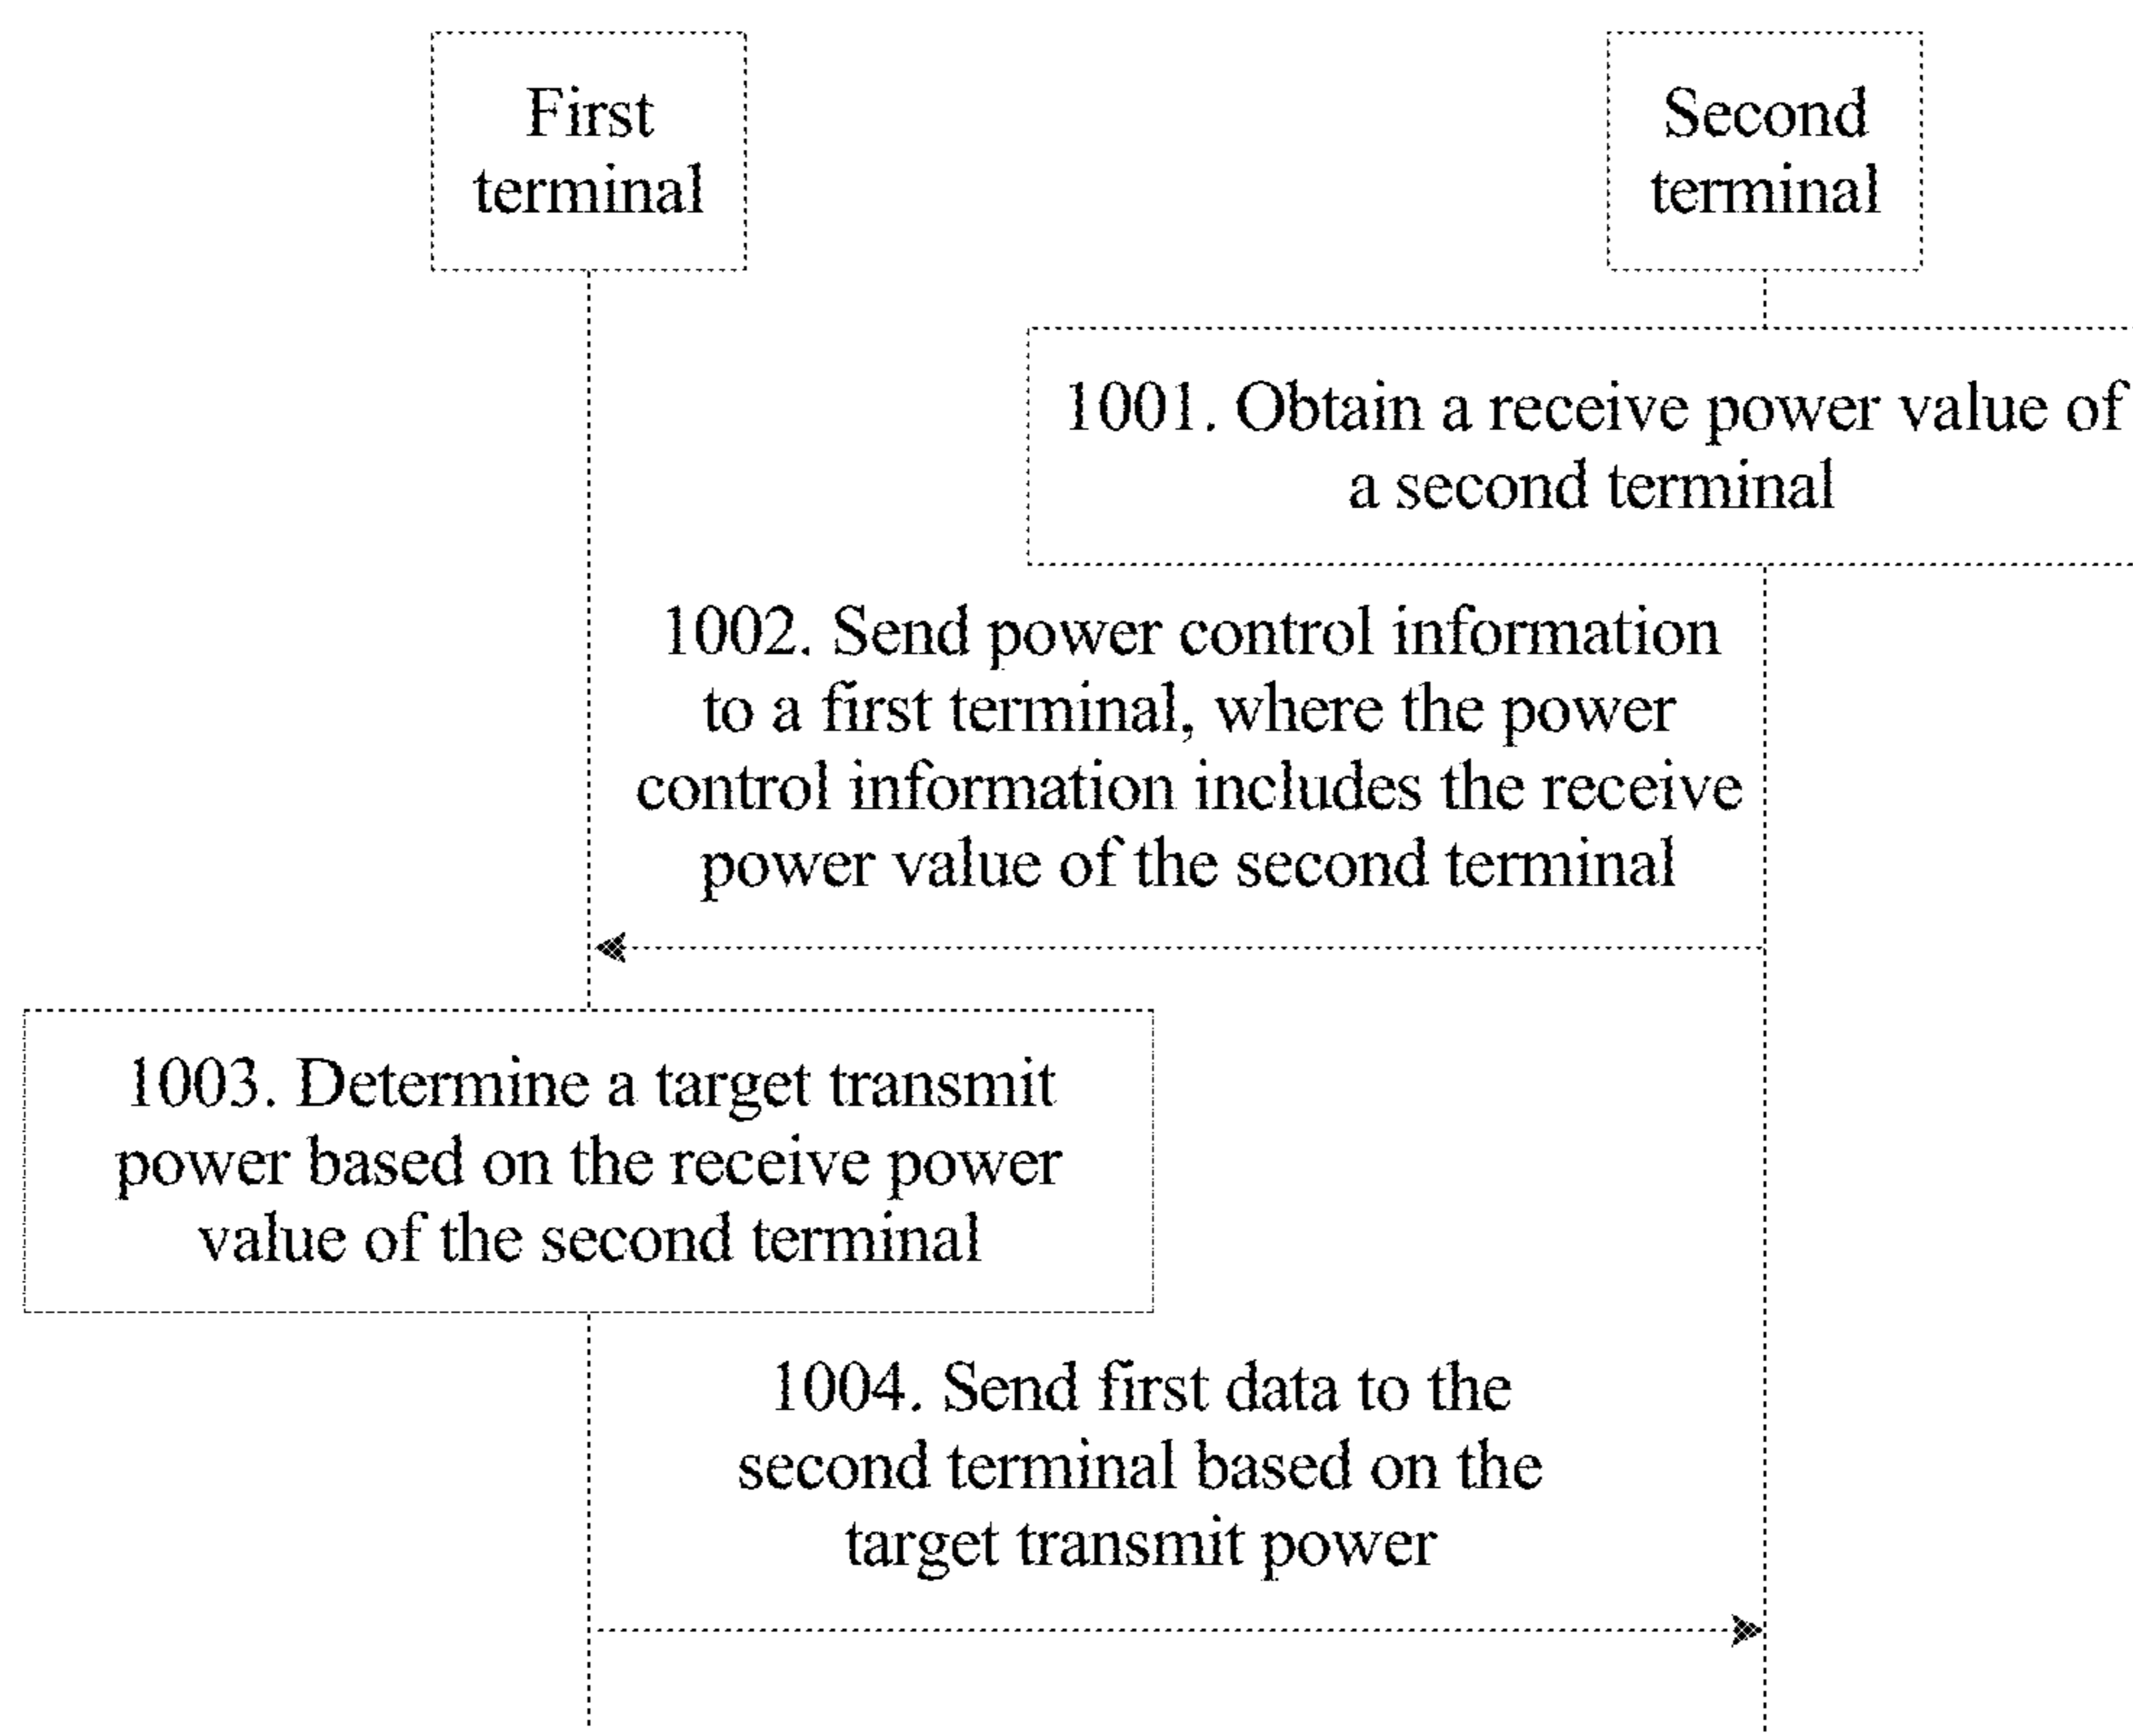 First
terminal
Second
terminal
1001. Obtain a receive power value of
a second terminal
1002. Send power control information
to a first terminal, where the power
control information includes the receive
power value of the second terminal
1003. Determine a target transmit
power based on the receive power
value of the second terminal
1004. Send first data to the
second terminal based on the
target transmit power